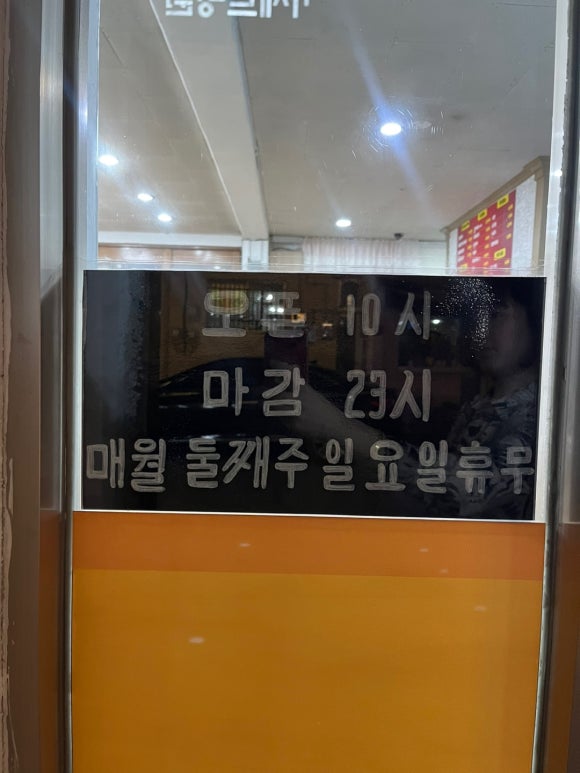 오픈 10시
마감 23시
매월 둘째주 일요일휴무